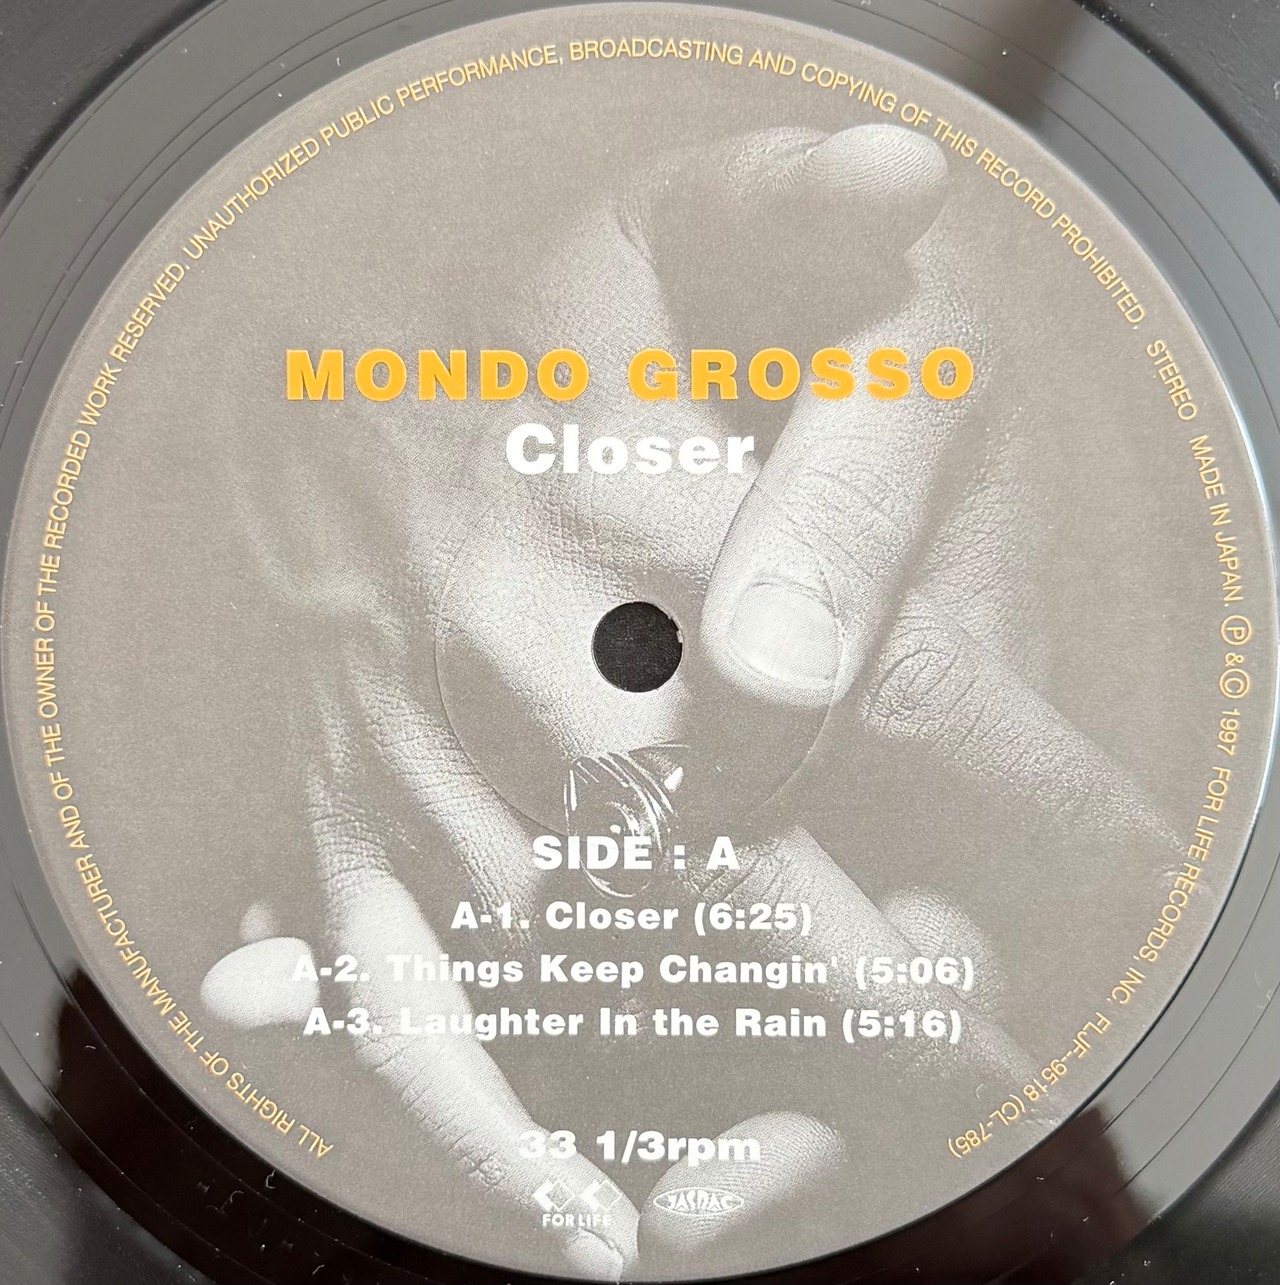 ALL RIGHTS OF THE MANUFACTURER AND OF THE OWNER OF THE RECORDED WORK RESERVED. UNAUTHORIZED PUBLIC PERFORMANCE, BROADCASTING AND COPYING OF THIS RECORD PROHIBITED. STEREO MADE IN JAPAN. Ⓟ &Ⓒ 1997 FOR LIFE RECORDS, INC. FLJF-9518 (CL-785)
MONDO GROSSO
Closer
SIDE : A
A-1. Closer (6:25)
A-2. Things Keep Changin' (5:06)
A-3. Laughter In the Rain (5:16)
33 1/3rpm
FOR LIFE
JASRAC